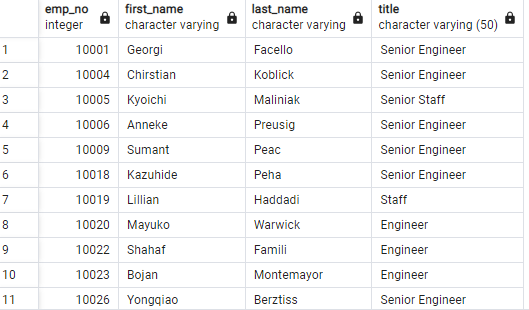 emp_no first_name last_name title
integer character varying character varying character varying (50)
1 10001 Georgi Facello Senior Engineer
2 10004 Chirstian Koblick Senior Engineer
3 10005 Kyoichi Maliniak Senior Staff
4 10006 Anneke Preusig Senior Engineer
5 10009 Sumant Peac Senior Engineer
6 10018 Kazuhide Peha Senior Engineer
7 10019 Lillian Haddadi Staff
8 10020 Mayuko Warwick Engineer
9 10022 Shahaf Famili Engineer
10 10023 Bojan Montemayor Engineer
11 10026 Yongqiao Berztiss Senior Engineer